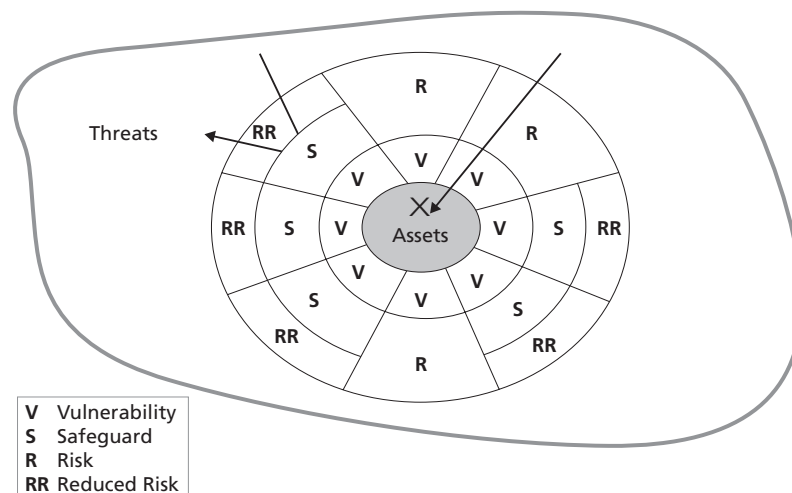 R
RR
R
Threats
S
V
V
V
X
RR
S
V
Assets
V
S
RR
V
V
S
V
S
RR
RR
R
V Vulnerability
S Safeguard
R Risk
RR Reduced Risk